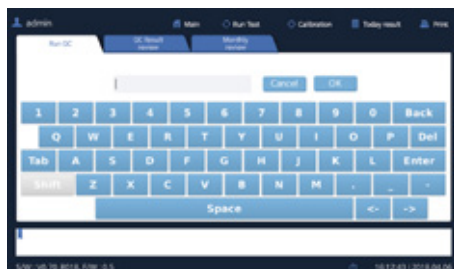 admin Main Run Test Calibration Today result Print
Run QC QC Result review Monthly review
Cancel OK
1 2 3 4 5 6 7 8 9 0 Back
Q W E R T Y U I O P Del
Tab A S D F G H J K L Enter
Shift Z X C V B N M . _ -
Space <- ->